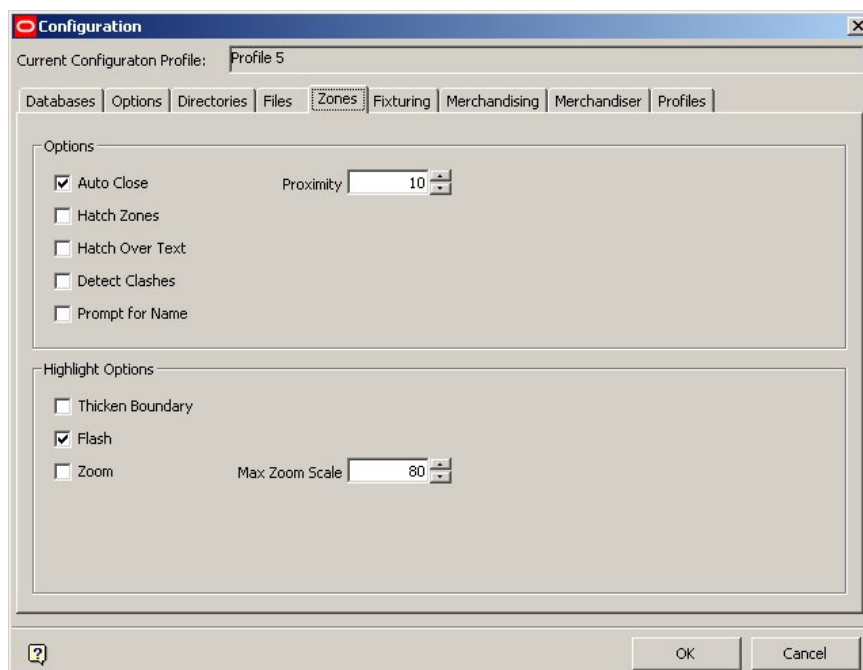 Configuration
Current Configuraton Profile: Profile 5
Databases Options Directories Files Zones Fixturing Merchandising Merchandiser Profiles
Options
Auto Close Proximity 10
Hatch Zones
Hatch Over Text
Detect Clashes
Prompt for Name
Highlight Options
Thicken Boundary
Flash
Zoom Max Zoom Scale 80
? OK Cancel